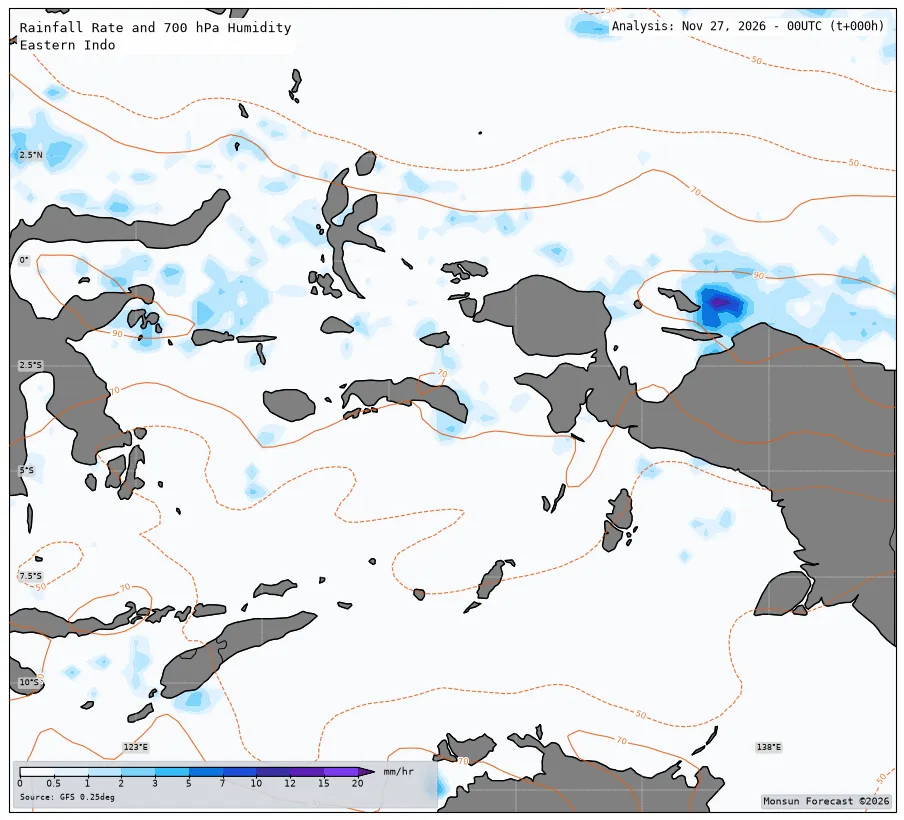 Rainfall Rate and 700 hPa Humidity
Eastern Indo
Analysis: Nov 27, 2026 - 00UTC (t+000h)
50
50
50
2.5°N
70
0°
90
90
2.5°S
70
70
5°S
7.5°S
50
70
10°S
50
70
123°E
138°E
70
50
0 0.5 1 2 3 5 7 10 12 15 20 mm/hr
Source: GFS 0.25deg
Monsun Forecast ©2026